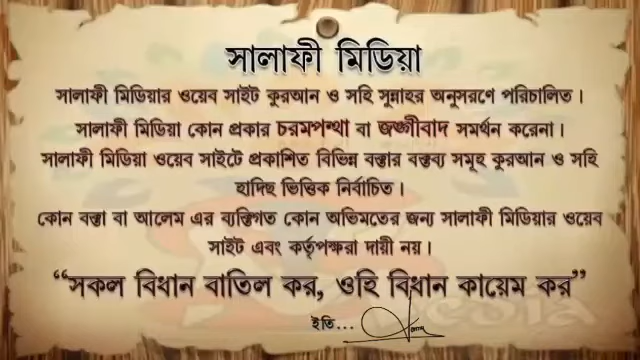 সালাফী মিডিয়া
সালাফী মিডিয়ার ওয়েব সাইট কুরআন ও সহি সুন্নাহর অনুসরণে পরিচালিত।
সালাফী মিডিয়া কোন প্রকার চরমপন্থা বা জঙ্গীবাদ সমর্থন করেনা।
সালাফী মিডিয়া ওয়েব সাইটে প্রকাশিত বিভিন্ন বক্তার বক্তব্য সমূহ কুরআন ও সহি
হাদিছ ভিত্তিক নির্বাচিত।
কোন বক্তা বা আলেম এর ব্যক্তিগত কোন অভিমতের জন্য সালাফী মিডিয়ার ওয়েব
সাইট এবং কর্তৃপক্ষরা দায়ী নয়।
“সকল বিধান বাতিল কর, ওহি বিধান কায়েম কর”
ইতি...